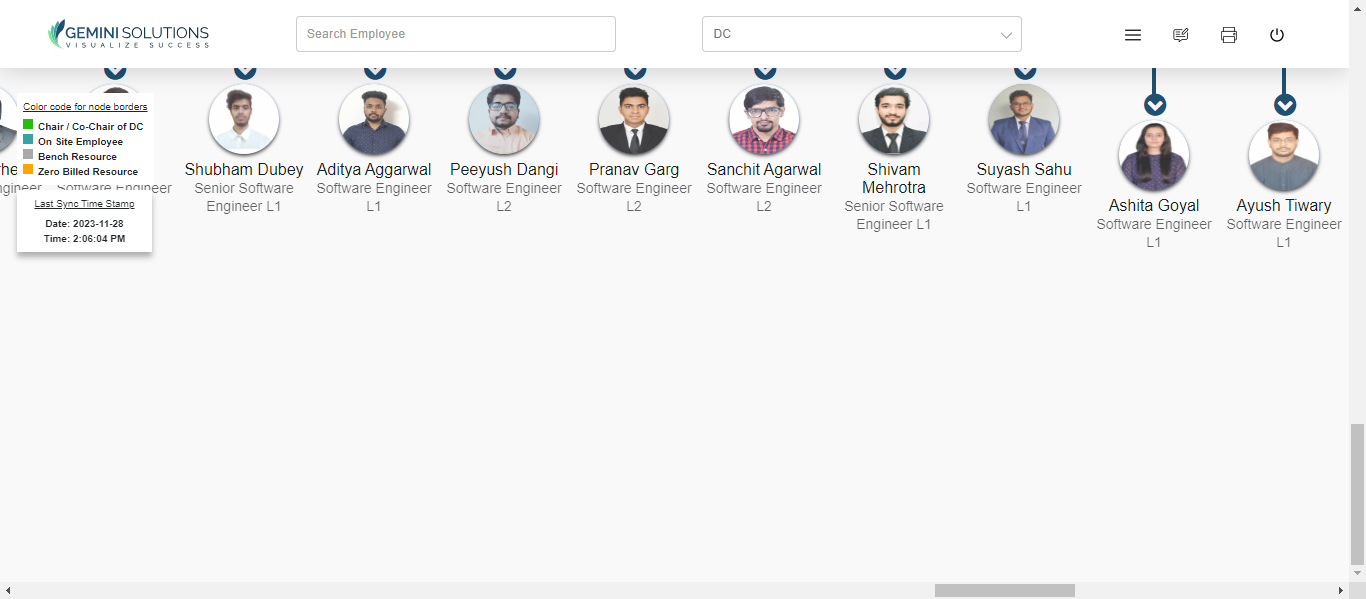 GEMINI SOLUTIONS
VISUALIZE SUCCESS
Search Employee
DC
Color code for node borders
Chair / Co-Chair of DC
On Site Employee
Bench Resource
Zero Billed Resource
Last Sync Time Stamp
Date: 2023-11-28
Time: 2:06:04 PM
Software Engineer
Shubham Dubey
Senior Software
Engineer L1
Aditya Aggarwal
Software Engineer
L1
Peeyush Dangi
Software Engineer
L2
Pranav Garg
Software Engineer
L2
Sanchit Agarwal
Software Engineer
L2
Shivam
Mehrotra
Senior Software
Engineer L1
Suyash Sahu
Software Engineer
L1
Ashita Goyal
Software Engineer
L1
Ayush Tiwary
Software Engineer
L1